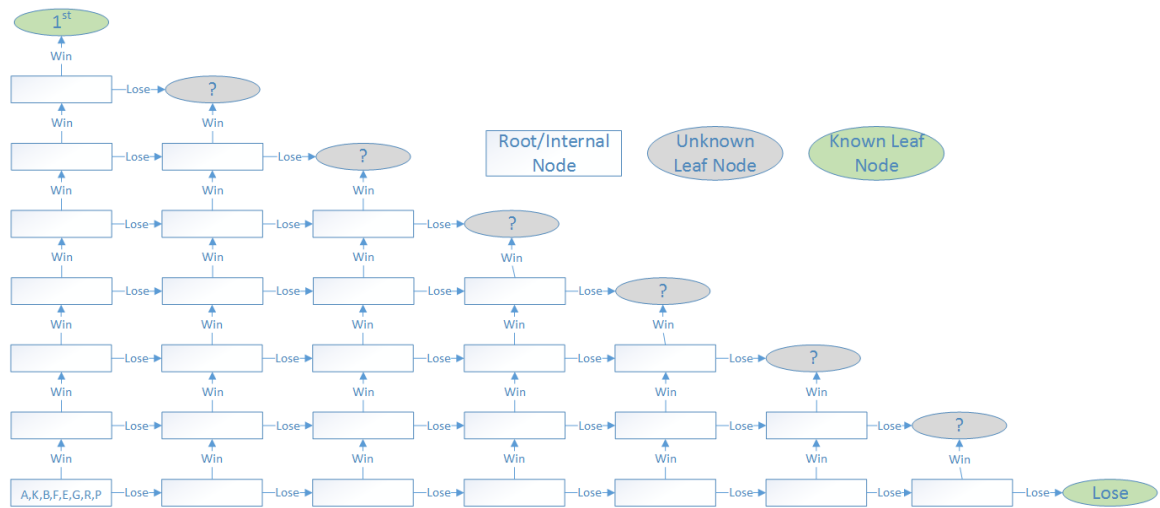 1st
Win
Lose ?
Win Win
Root/Internal Node
Unknown Leaf Node
Known Leaf Node
Lose Lose ?
Win Win Win
Lose Lose Lose ?
Win Win Win Win
Lose Lose Lose Lose ?
Win Win Win Win Win
Lose Lose Lose Lose Lose ?
Win Win Win Win Win Win
Lose Lose Lose Lose Lose Lose ?
Win Win Win Win Win Win Win
A,K,B,F,E,G,R,P Lose Lose Lose Lose Lose Lose Lose Lose